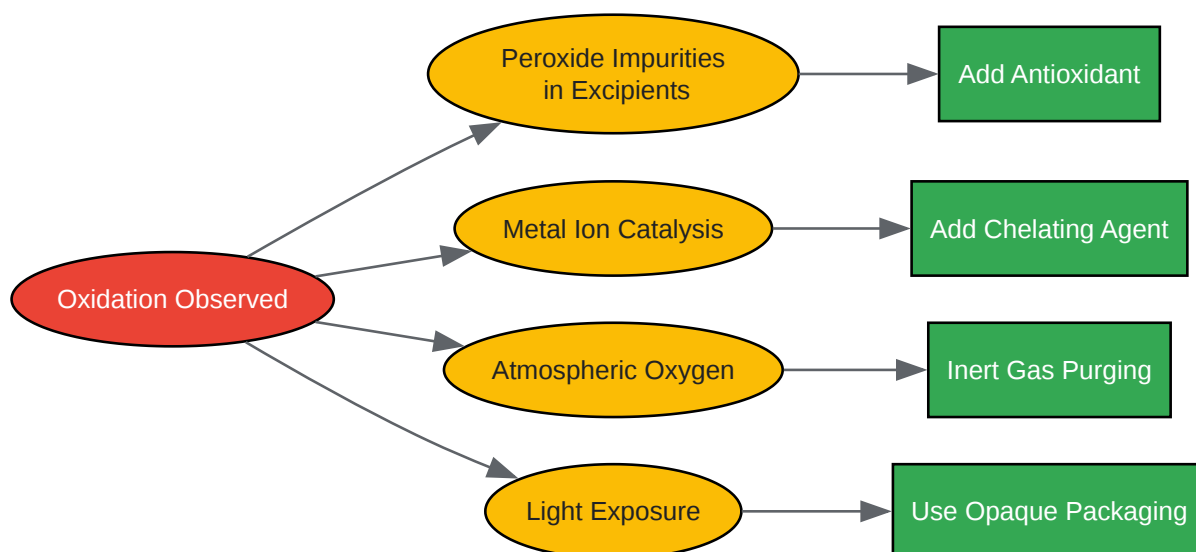 Peroxide Impurities
in Excipients
Add Antioxidant
Metal Ion Catalysis
Add Chelating Agent
Oxidation Observed
Atmospheric Oxygen
Inert Gas Purging
Light Exposure
Use Opaque Packaging